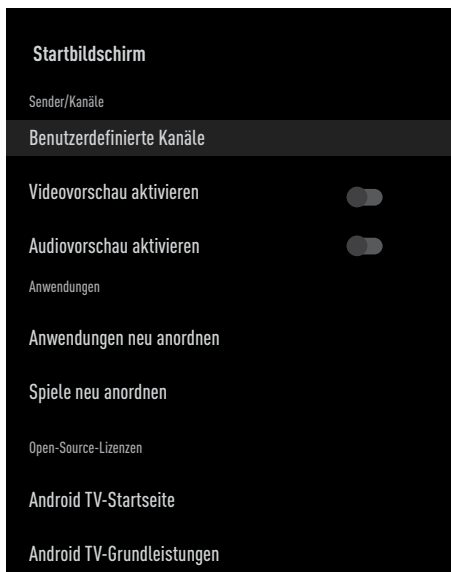 Startbildschirm
Sender/Kanäle
Benutzerdefinierte Kanäle
Videovorschau aktivieren
Audiovorschau aktivieren
Anwendungen
Anwendungen neu anordnen
Spiele neu anordnen
Open-Source-Lizenzen
Android TV-Startseite
Android TV-Grundleistungen